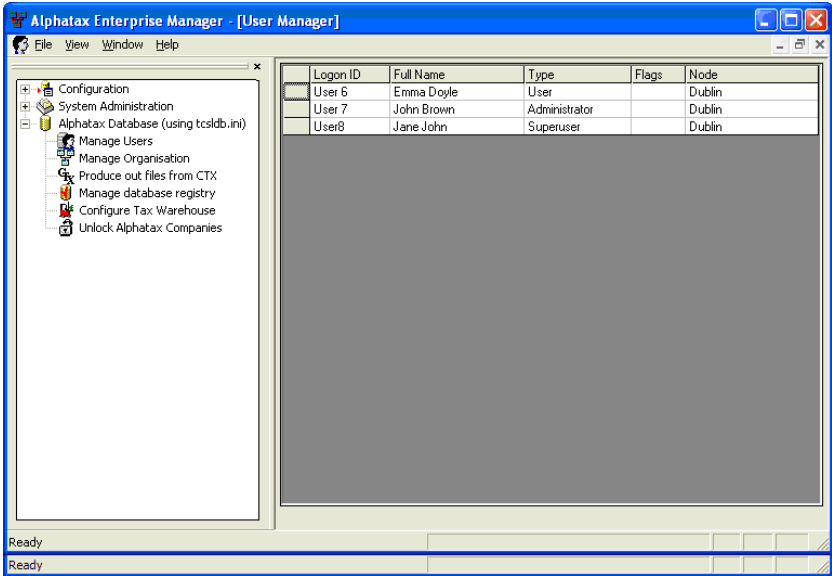 Alphatax Enterprise Manager - [User Manager]
File View Window Help
Configuration
System Administration
Alphatax Database (using tcsldb.ini)
Manage Users
Manage Organisation
Produce out files from CTX
Manage database registry
Configure Tax Warehouse
Unlock Alphatax Companies
Logon ID Full Name Type Flags Node
User 6 Emma Doyle User Dublin
User 7 John Brown Administrator Dublin
User8 Jane John Superuser Dublin
Ready
Ready